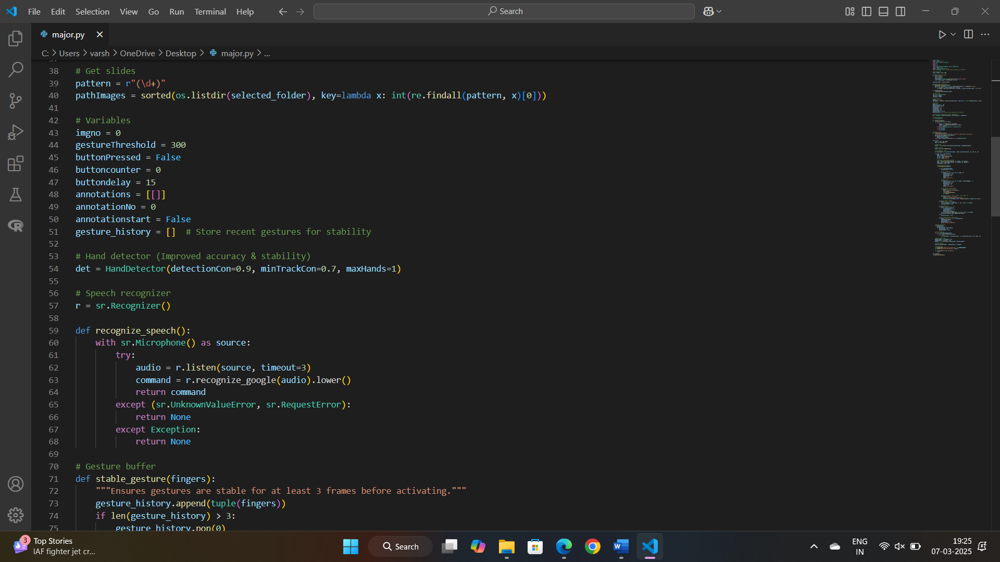 File Edit Selection View Go Run Terminal Help
Search
major.py
C: > Users > varsh > OneDrive > Desktop > major.py > ...
38 # Get slides
39 pattern = r"(\d+)"
40 pathImages = sorted(os.listdir(selected_folder), key=lambda x: int(re.findall(pattern, x)[0]))
41
42 # Variables
43 imgno = 0
44 gestureThreshold = 300
45 buttonPressed = False
46 buttoncounter = 0
47 buttondelay = 15
48 annotations = [[]]
49 annotationNo = 0
50 annotationstart = False
51 gesture_history = []  # Store recent gestures for stability
52
53 # Hand detector (Improved accuracy & stability)
54 det = HandDetector(detectionCon=0.9, minTrackCon=0.7, maxHands=1)
55
56 # Speech recognizer
57 r = sr.Recognizer()
58
59 def recognize_speech():
60     with sr.Microphone() as source:
61         try:
62             audio = r.listen(source, timeout=3)
63             command = r.recognize_google(audio).lower()
64             return command
65         except (sr.UnknownValueError, sr.RequestError):
66             return None
67         except Exception:
68             return None
69
70 # Gesture buffer
71 def stable_gesture(fingers):
72     """Ensures gestures are stable for at least 3 frames before activating."""
73     gesture_history.append(tuple(fingers))
74     if len(gesture_history) > 3:
75         gesture_history.pop(0)
3
Top Stories
IAF fighter jet cr...
Search
ENG
IN
19:25
07-03-2025